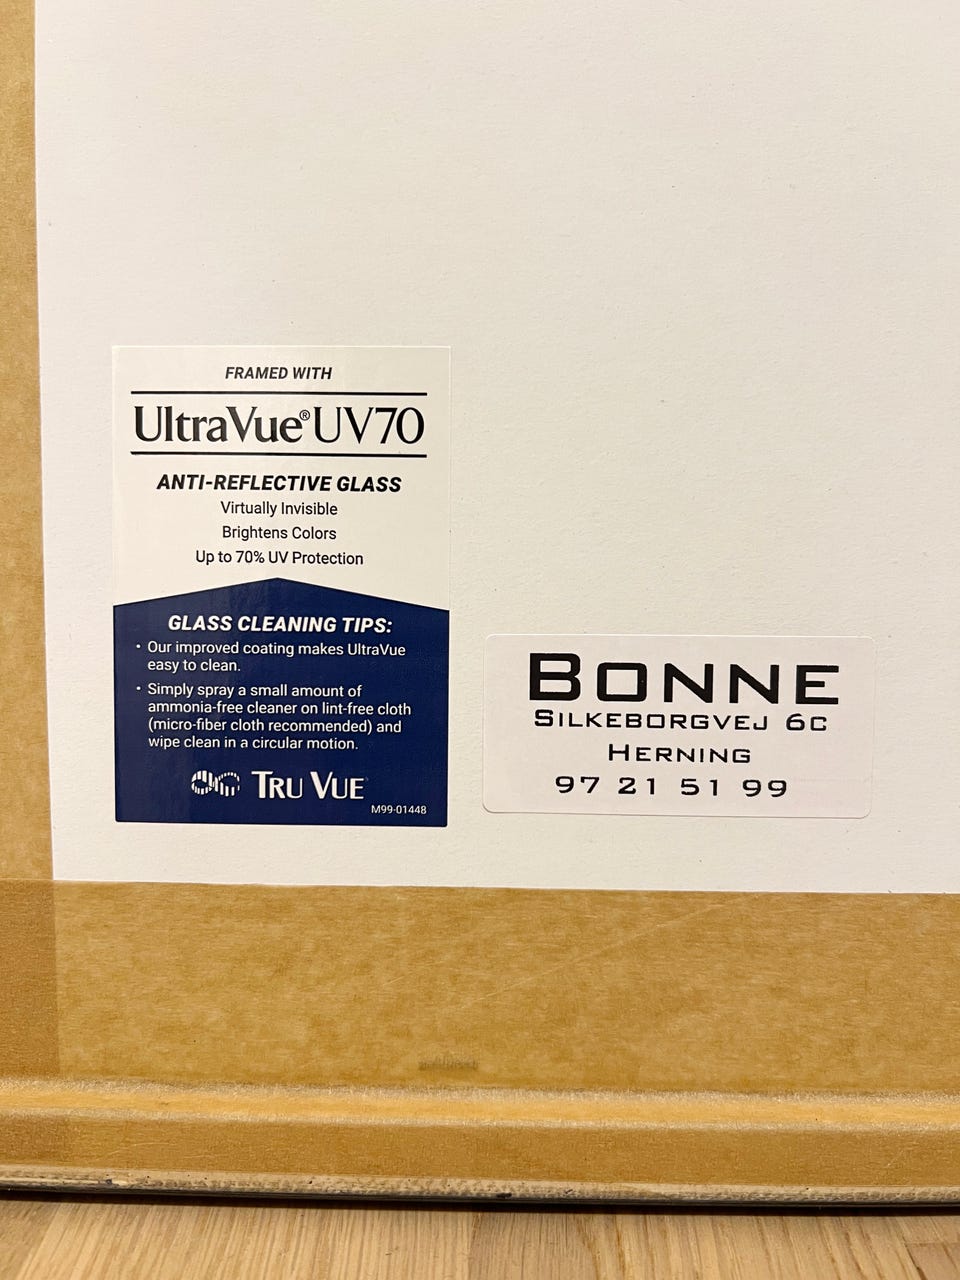 FRAMED WITH
UltraVue® UV70
ANTI-REFLECTIVE GLASS
Virtually Invisible
Brightens Colors
Up to 70% UV Protection
GLASS CLEANING TIPS:
• Our improved coating makes UltraVue
easy to clean.
• Simply spray a small amount of
ammonia-free cleaner on lint-free cloth
(micro-fiber cloth recommended) and
wipe clean in a circular motion.
TRU VUE
M99-01448
BONNE
SILKEBORGVEJ 6C
HERNING
97 21 51 99